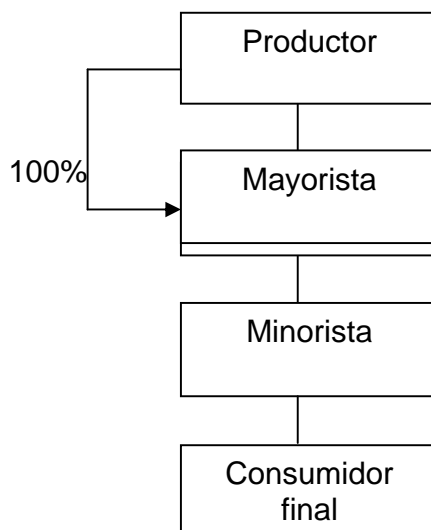 Productor
100%
Mayorista
Minorista
Consumidor
final